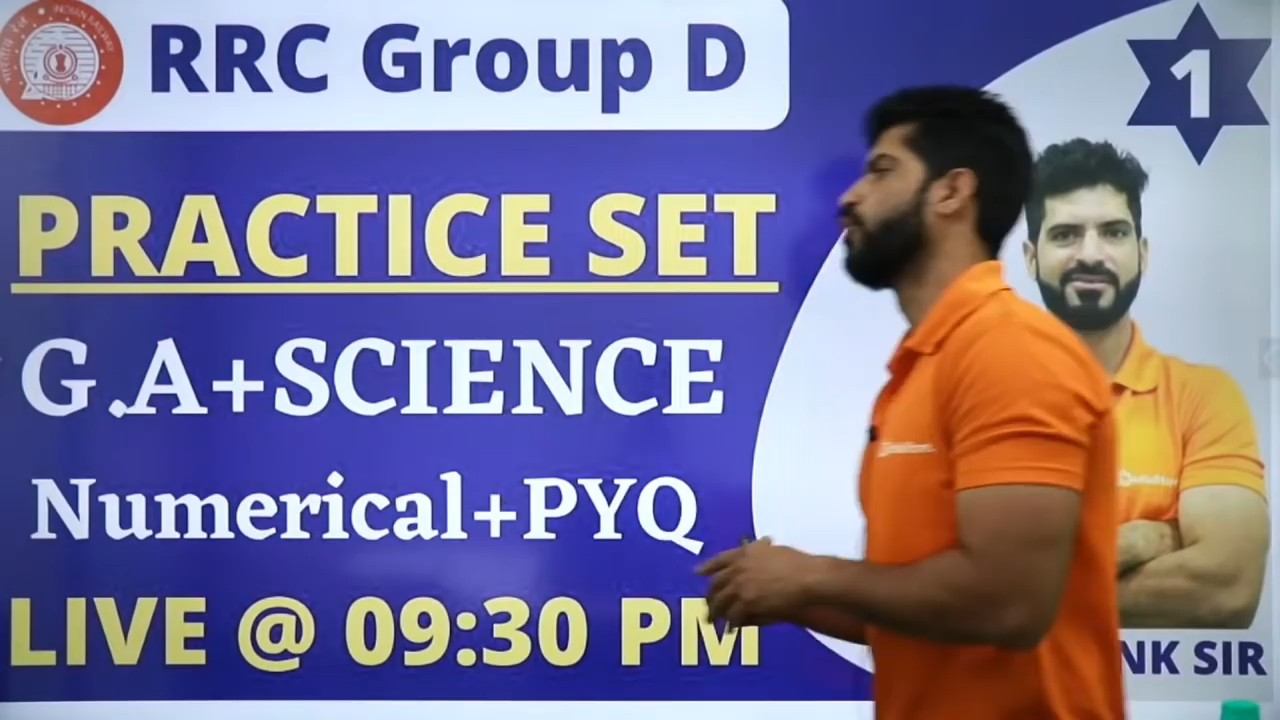 RRC Group D
1
PRACTICE SET
G.A+SCIENCE
Numerical+PYQ
LIVE @ 09:30 PM
NK SIR